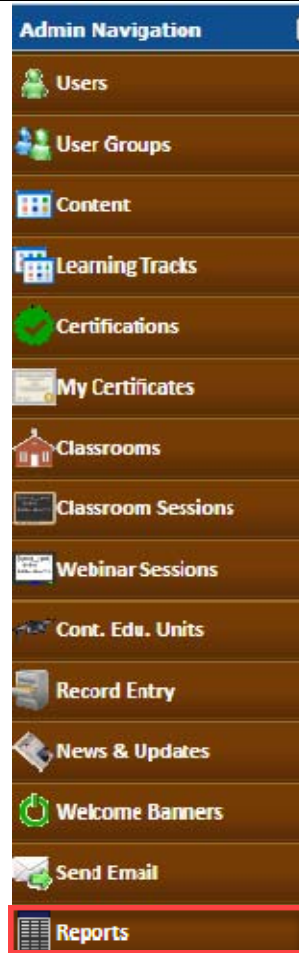 Admin Navigation
Users
User Groups
Content
Learning Tracks
Certifications
My Certificates
Classrooms
Classroom Sessions
Webinar Sessions
Cont. Edu. Units
Record Entry
News & Updates
Welcome Banners
Send Email
Reports